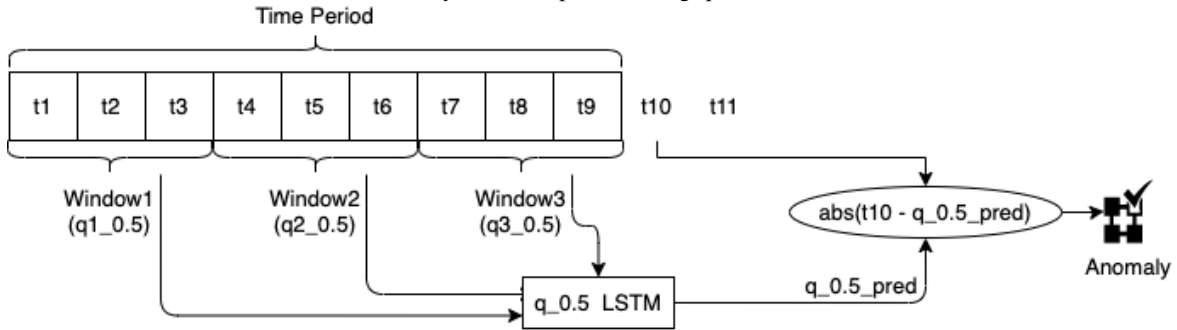 Time Period
t1 t2 t3 t4 t5 t6 t7 t8 t9 t10 t11
Window1 Window2 Window3
(q1_0.5) (q2_0.5) (q3_0.5)
abs(t10 - q_0.5_pred)
Anomaly
q_0.5_pred
q_0.5 LSTM